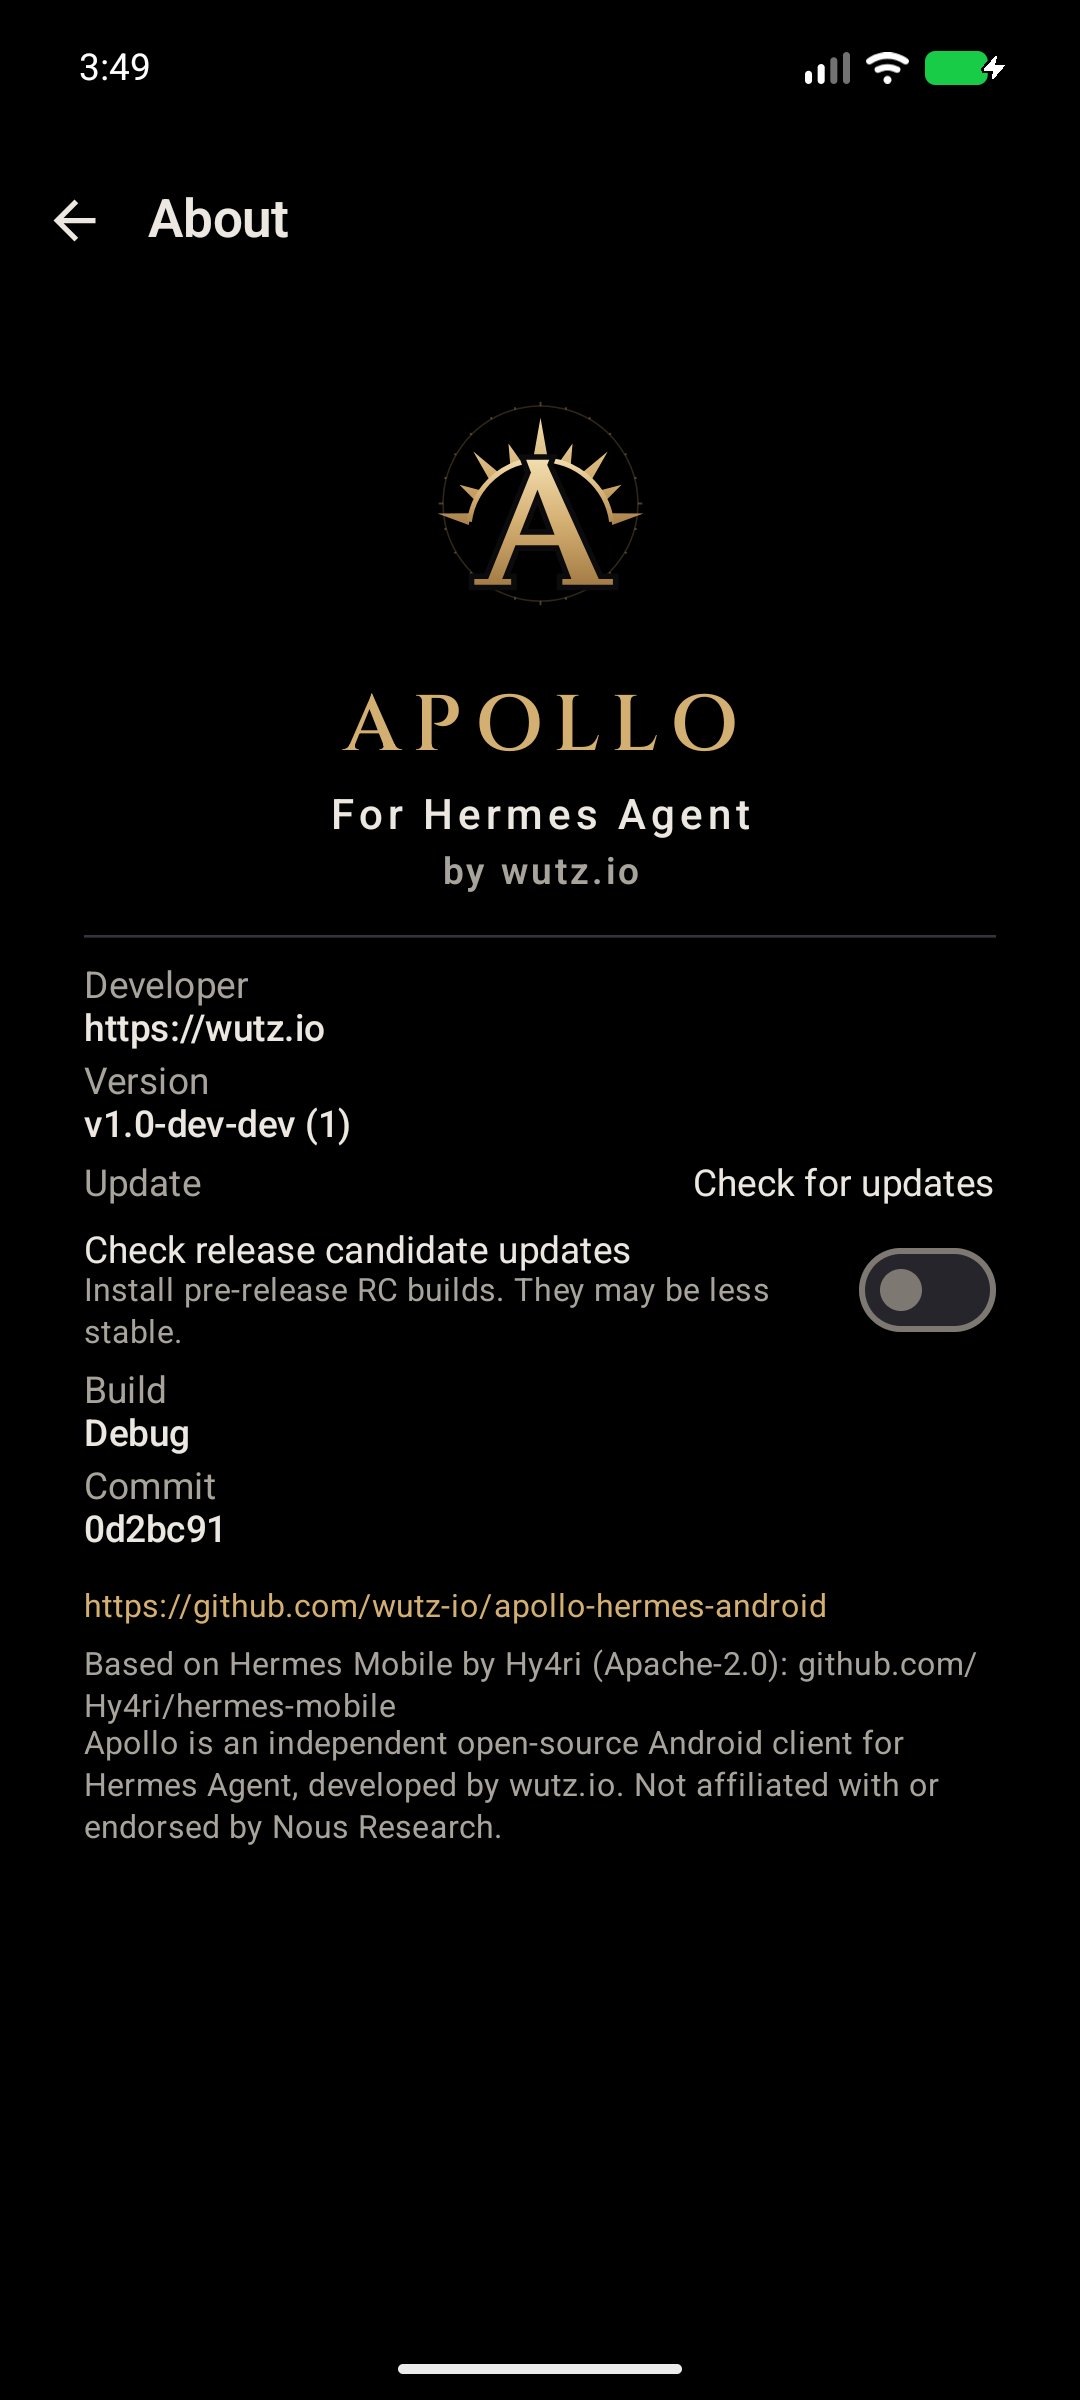 3:49
About
A
APOLLO
For Hermes Agent
by wutz.io
Developer
https://wutz.io
Version
v1.0-dev-dev (1)
Update
Check for updates
Check release candidate updates
Install pre-release RC builds. They may be less
stable.
Build
Debug
Commit
0d2bc91
https://github.com/wutz-io/apollo-hermes-android
Based on Hermes Mobile by Hy4ri (Apache-2.0): github.com/
Hy4ri/hermes-mobile
Apollo is an independent open-source Android client for
Hermes Agent, developed by wutz.io. Not affiliated with or
endorsed by Nous Research.